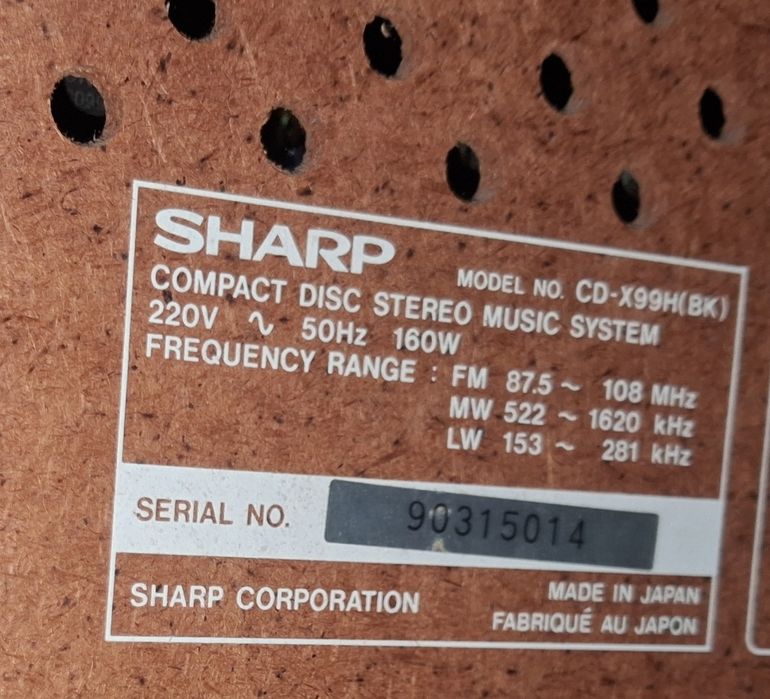 SHARP
MODEL NO. CD-X99H(BK)
COMPACT DISC STEREO MUSIC SYSTEM
220V ∿ 50Hz 160W
FREQUENCY RANGE : FM 87.5 ~ 108 MHz
MW 522 ~ 1620 kHz
LW 153 ~ 281 kHz
SERIAL NO. 90315014
SHARP CORPORATION
MADE IN JAPAN
FABRIQUÉ AU JAPON